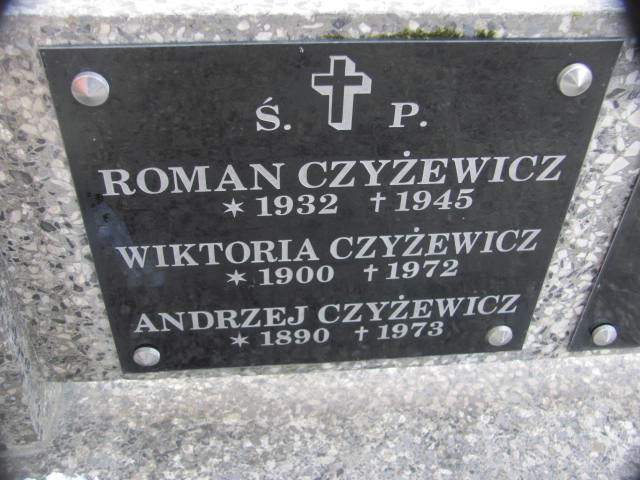 Ś. P.
ROMAN CZYŻEWICZ
* 1932 † 1945
WIKTORIA CZYŻEWICZ
* 1900 † 1972
ANDRZEJ CZYŻEWICZ
* 1890 † 1973